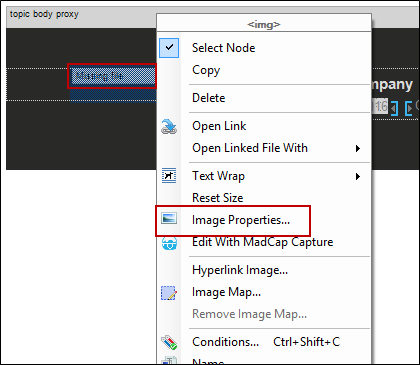 topic body proxy
<img>
Select Node
Copy
Missing file
mpany
Delete
16
Open Link
Open Linked File With
Text Wrap
Reset Size
Image Properties...
Edit With MadCap Capture
Hyperlink Image...
Image Map...
Remove Image Map...
Conditions... Ctrl+Shift+C
Name...